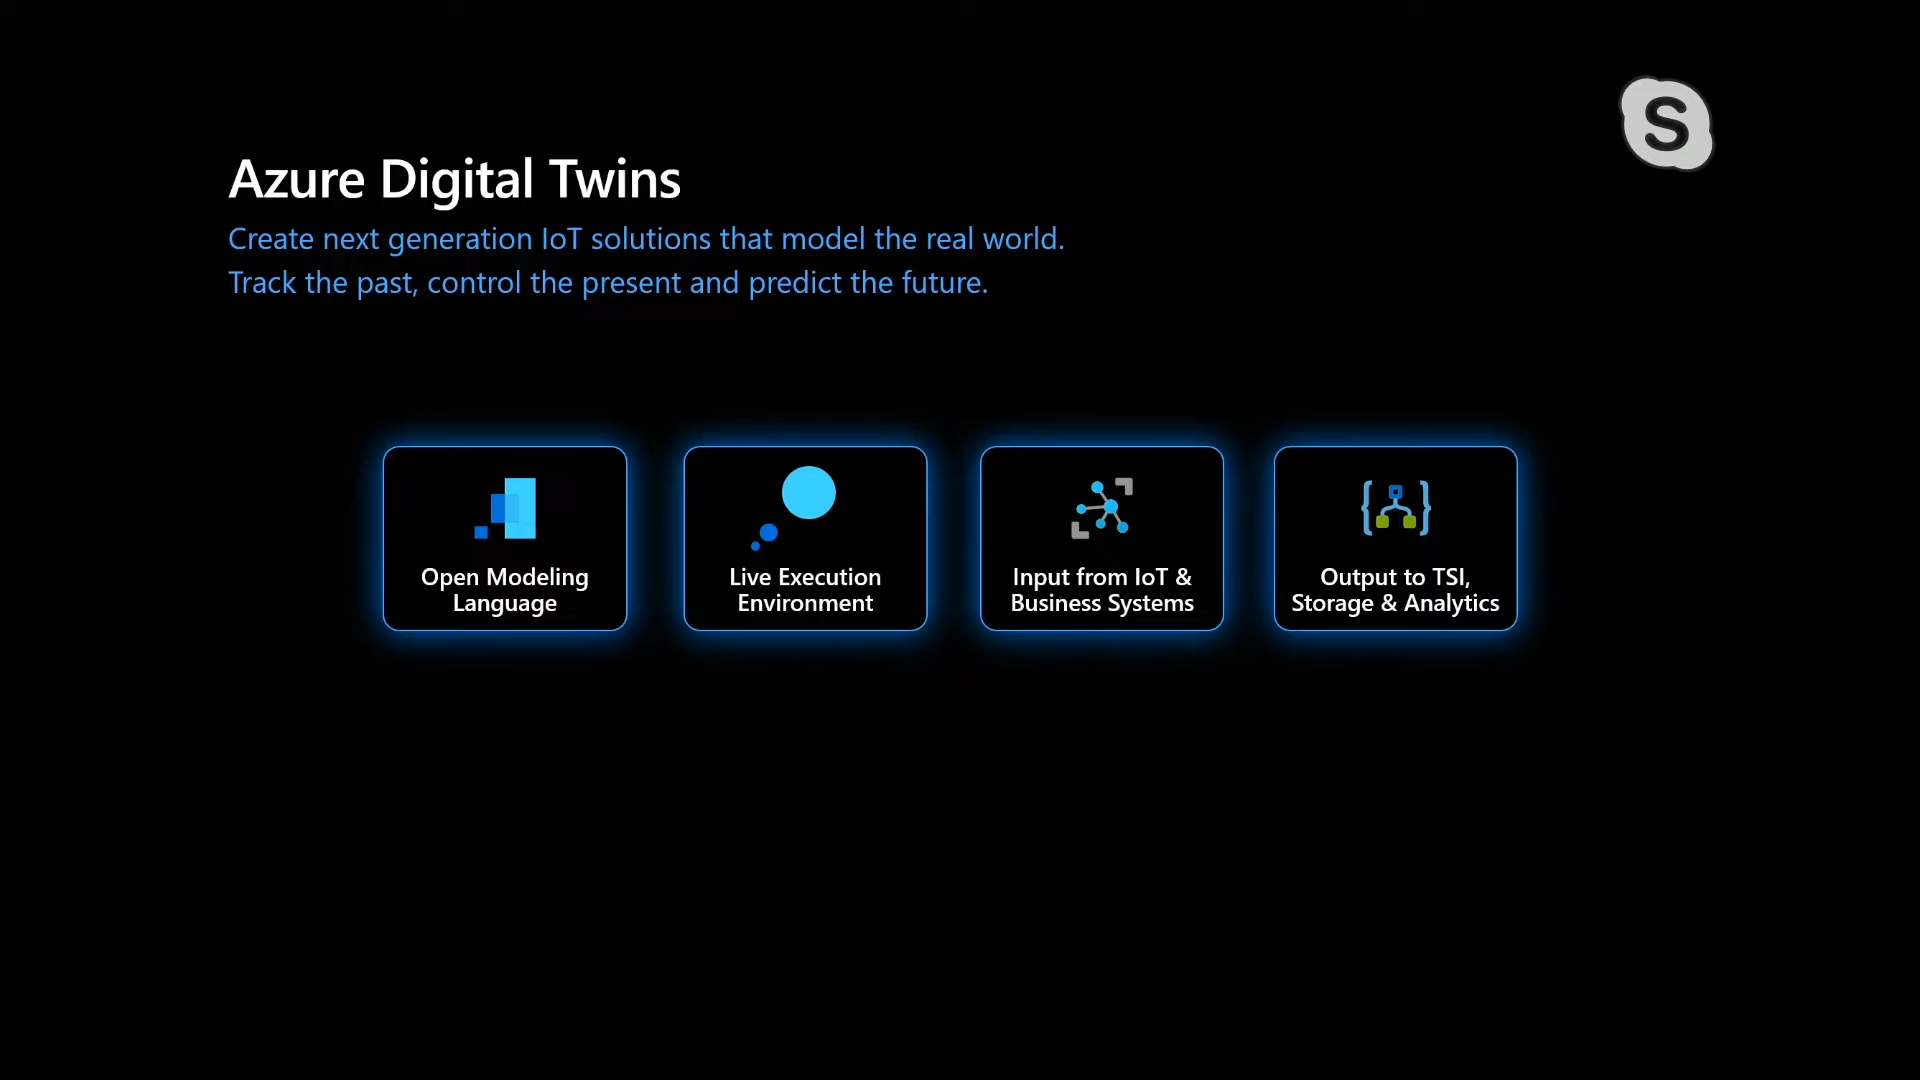 S
Azure Digital Twins
Create next generation IoT solutions that model the real world.
Track the past, control the present and predict the future.
Open Modeling
Language
Live Execution
Environment
Input from IoT &
Business Systems
Output to TSI,
Storage & Analytics